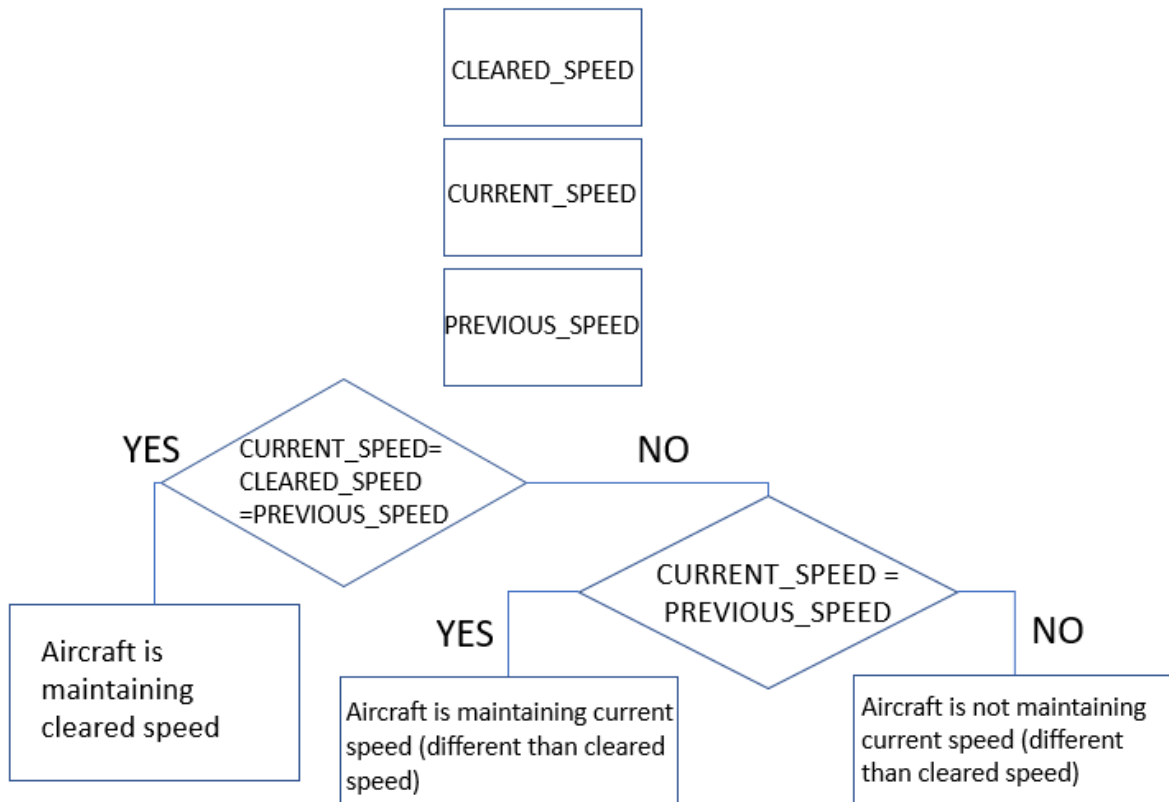 CLEARED_SPEED
CURRENT_SPEED
PREVIOUS_SPEED
YES
CURRENT_SPEED=
CLEARED_SPEED
=PREVIOUS_SPEED
NO
CURRENT_SPEED =
PREVIOUS_SPEED
YES
NO
Aircraft is
maintaining
cleared speed
Aircraft is maintaining current
speed (different than cleared
speed)
Aircraft is not maintaining
current speed (different
than cleared speed)